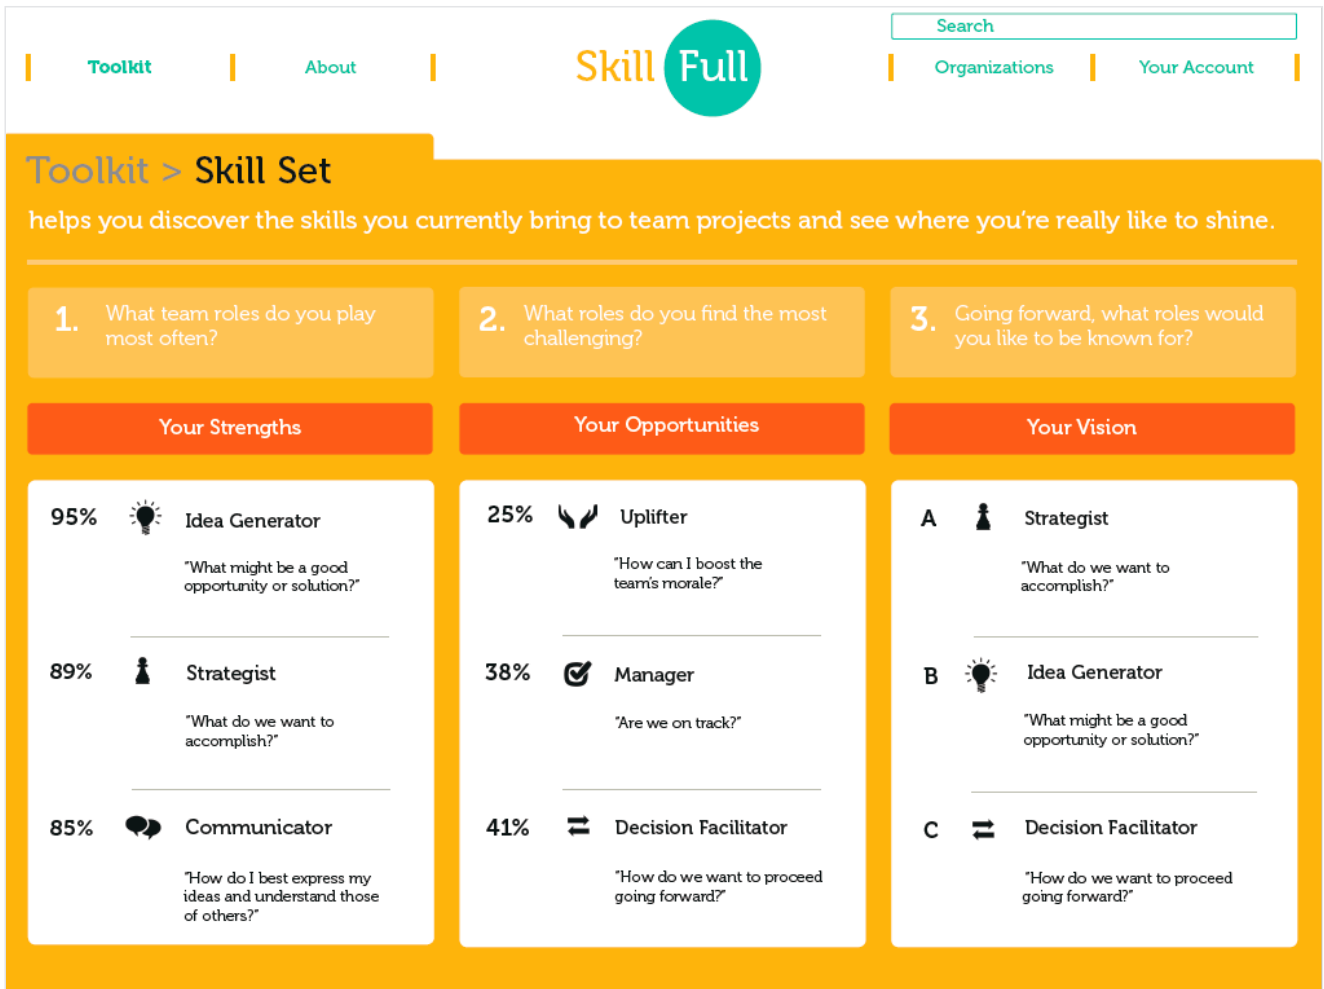 Search
Toolkit
About
Skill Full
Organizations
Your Account
Toolkit > Skill Set
helps you discover the skills you currently bring to team projects and see where you're really like to shine.
1. What team roles do you play
most often?
2. What roles do you find the most
challenging?
3. Going forward, what roles would
you like to be known for?
Your Strengths
95% Idea Generator
"What might be a good
opportunity or solution?"
89% Strategist
"What do we want to
accomplish?"
85% Communicator
"How do I best express my
ideas and understand those
of others?"
Your Opportunities
25% Uplifter
"How can I boost the
team's morale?"
38% Manager
"Are we on track?"
41% Decision Facilitator
"How do we want to proceed
going forward?"
Your Vision
A Strategist
"What do we want to
accomplish?"
B Idea Generator
"What might be a good
opportunity or solution?"
C Decision Facilitator
"How do we want to proceed
going forward?"